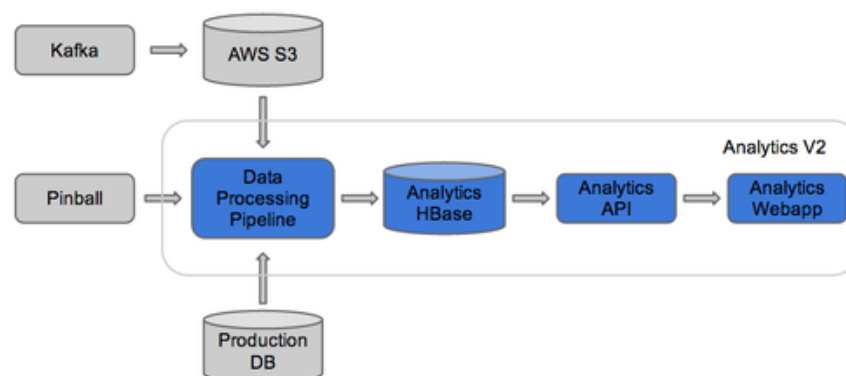 Kafka
AWS S3
Analytics V2
Pinball
Data
Processing
Pipeline
Analytics
HBase
Analytics
API
Analytics
Webapp
Production
DB